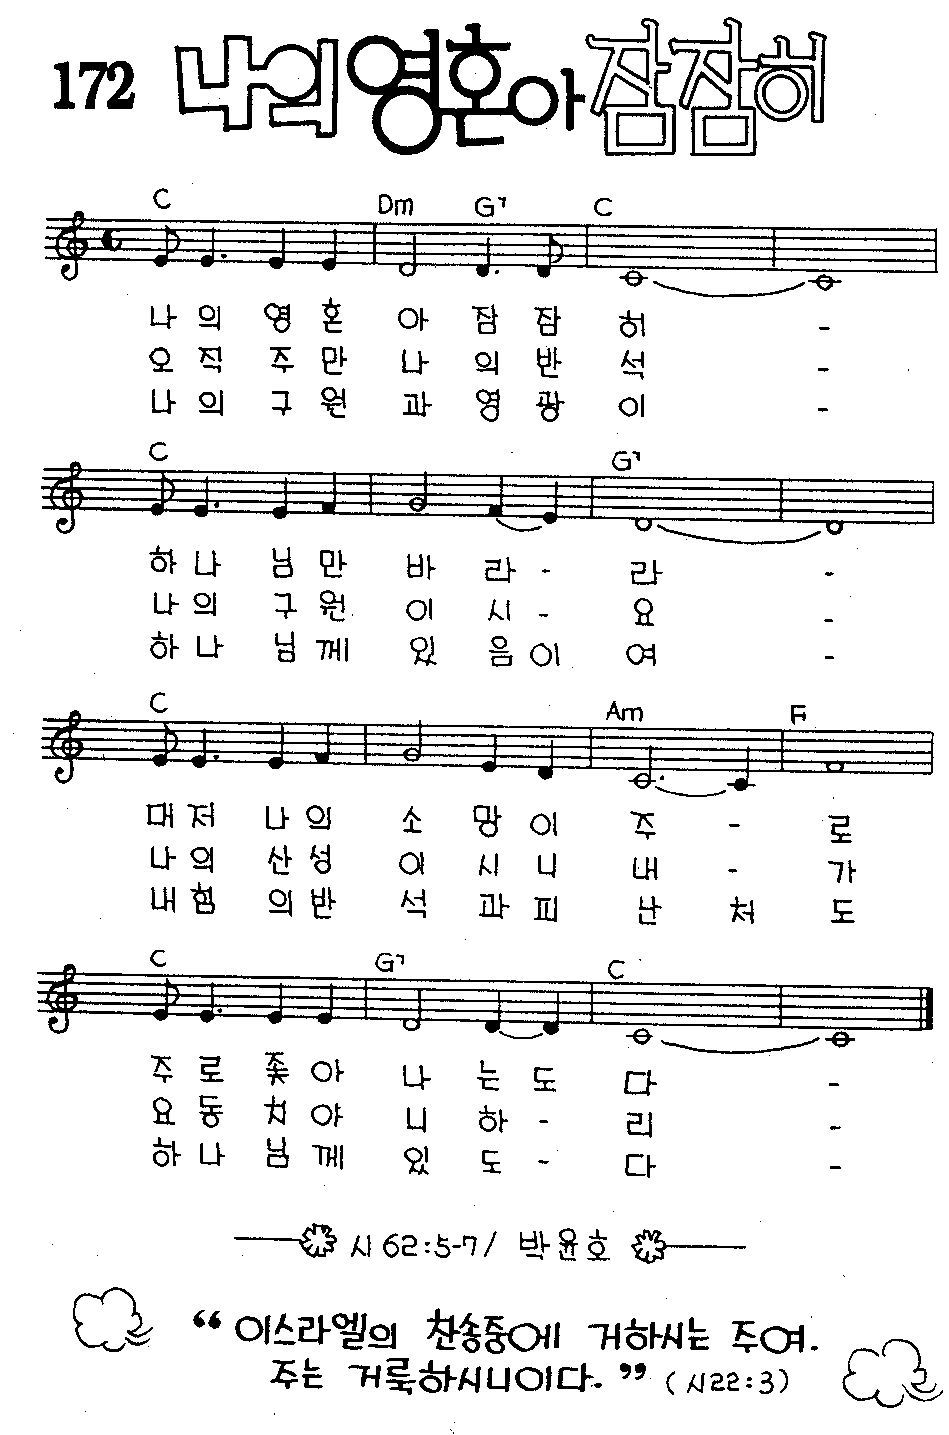 172 나의 영혼아 잠잠히
C Dm G7 C
나의 영혼 아 잠 잠 히 -
오직 주만 나 의 반 석 -
나의 구원 과 영 광 이 -
C G7
하나 님만 바 라 - 라 -
나의 구원 이 시 - 요 -
하나 님께 있 음 이 여 -
C Am F
대저 나의 소 망 이 주 - 로
나의 산성 이 시 니 내 - 가
내힘 의반 석 과 피 난 처 도
C G7 C
주로 좇아 나 는 도 다 -
요동 치야 니 하 - 리 -
하나 님께 있 도 - 다 -
시 62:5-7/ 박윤호
“이스라엘의 찬송중에 거하시는 주여.
주는 거룩하시니이다.” (시22:3)